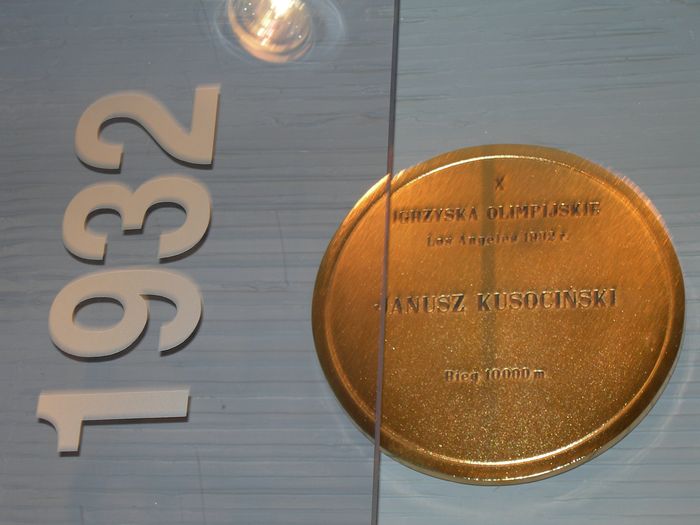 1932
X
IGRZYSKA OLIMPIJSKIE
Los Angeles 1932 r.
JANUSZ KUSOCIŃSKI
Bieg 10000 m